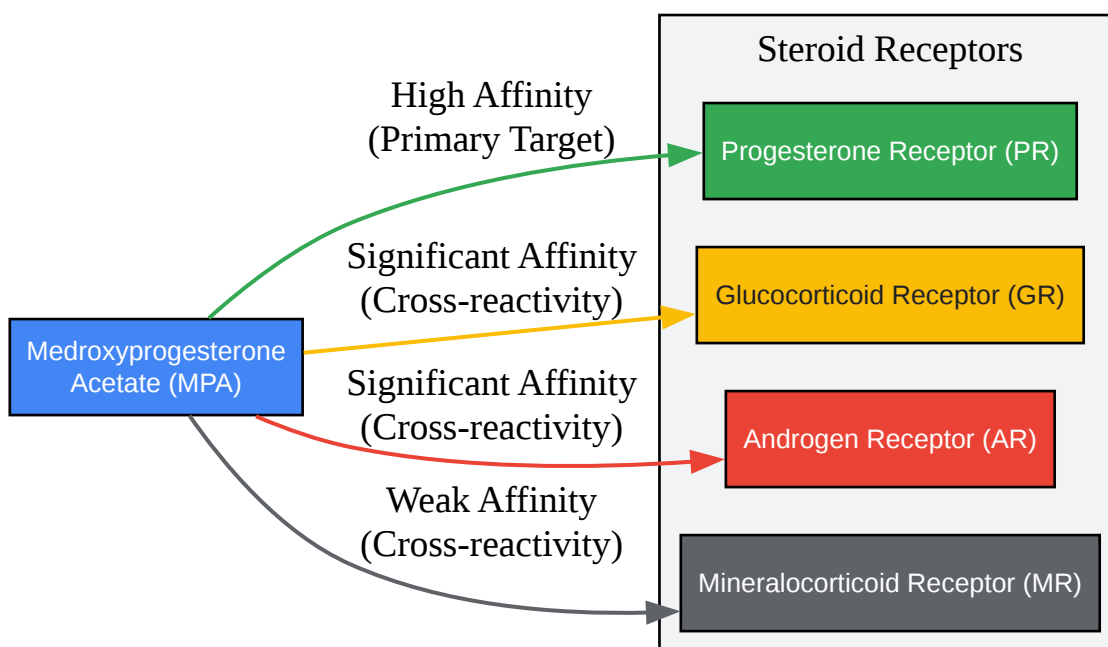 Steroid Receptors
High Affinity
(Primary Target)
Progesterone Receptor (PR)
Significant Affinity
(Cross-reactivity)
Glucocorticoid Receptor (GR)
Medroxyprogesterone
Acetate (MPA)
Significant Affinity
(Cross-reactivity)
Androgen Receptor (AR)
Weak Affinity
(Cross-reactivity)
Mineralocorticoid Receptor (MR)